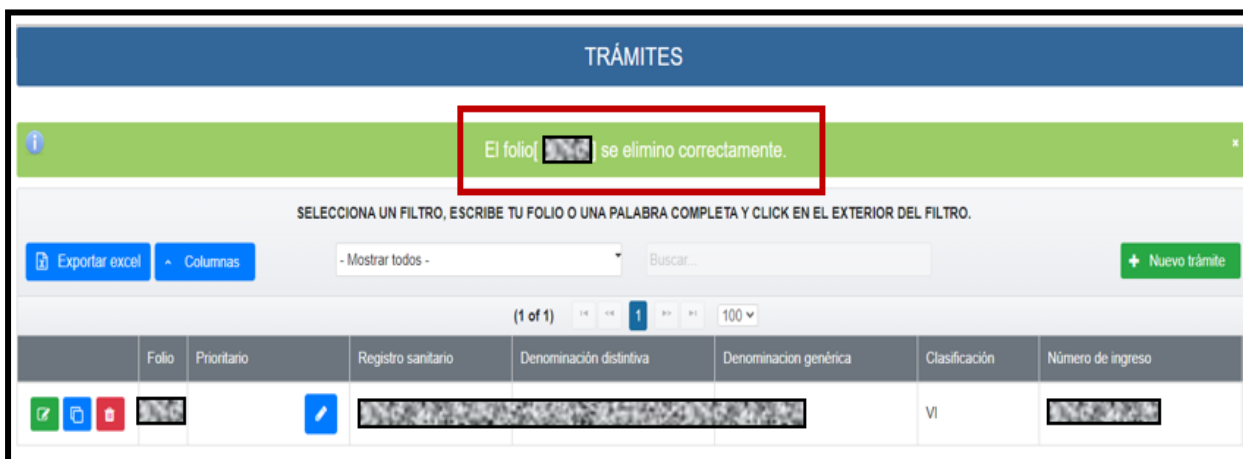 TRÁMITES
El folio[ ] se elimino correctamente.
SELECCIONA UN FILTRO, ESCRIBE TU FOLIO O UNA PALABRA COMPLETA Y CLICK EN EL EXTERIOR DEL FILTRO.
Exportar excel Columnas - Mostrar todos - Buscar... + Nuevo trámite
(1 of 1) 1 100
Folio Prioritario Registro sanitario Denominación distintiva Denominacion genérica Clasificación Número de ingreso
VI